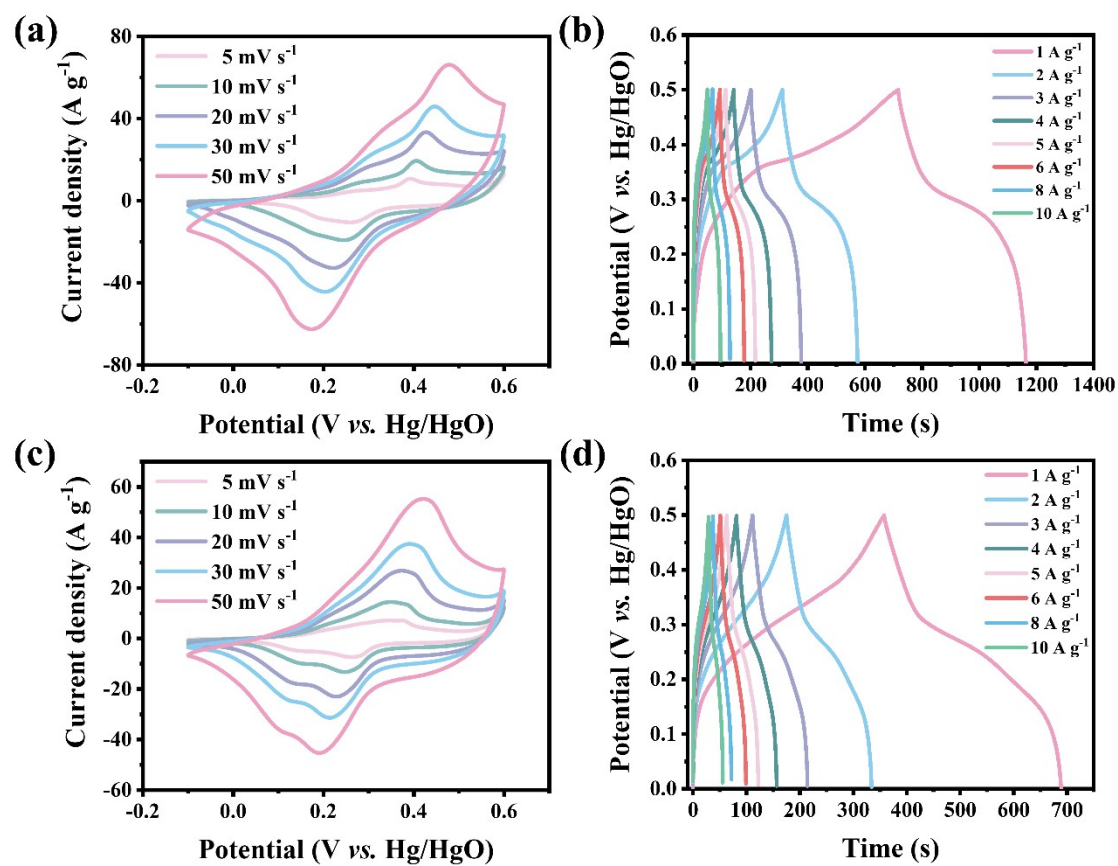 (a)
80
40
0
-40
-80
Current density (A g⁻¹)
5 mV s⁻¹
10 mV s⁻¹
20 mV s⁻¹
30 mV s⁻¹
50 mV s⁻¹
-0.2 0.0 0.2 0.4 0.6
Potential (V vs. Hg/HgO)
(b)
0.6
0.5
0.4
0.3
0.2
0.1
0.0
Potential (V vs. Hg/HgO)
1 A g⁻¹
2 A g⁻¹
3 A g⁻¹
4 A g⁻¹
5 A g⁻¹
6 A g⁻¹
8 A g⁻¹
10 A g⁻¹
0 200 400 600 800 1000 1200 1400
Time (s)
(c)
60
40
20
0
-20
-40
-60
Current density (A g⁻¹)
5 mV s⁻¹
10 mV s⁻¹
20 mV s⁻¹
30 mV s⁻¹
50 mV s⁻¹
-0.2 0.0 0.2 0.4 0.6
Potential (V vs. Hg/HgO)
(d)
0.6
0.5
0.4
0.3
0.2
0.1
0.0
Potential (V vs. Hg/HgO)
1 A g⁻¹
2 A g⁻¹
3 A g⁻¹
4 A g⁻¹
5 A g⁻¹
6 A g⁻¹
8 A g⁻¹
10 A g⁻¹
0 100 200 300 400 500 600 700
Time (s)